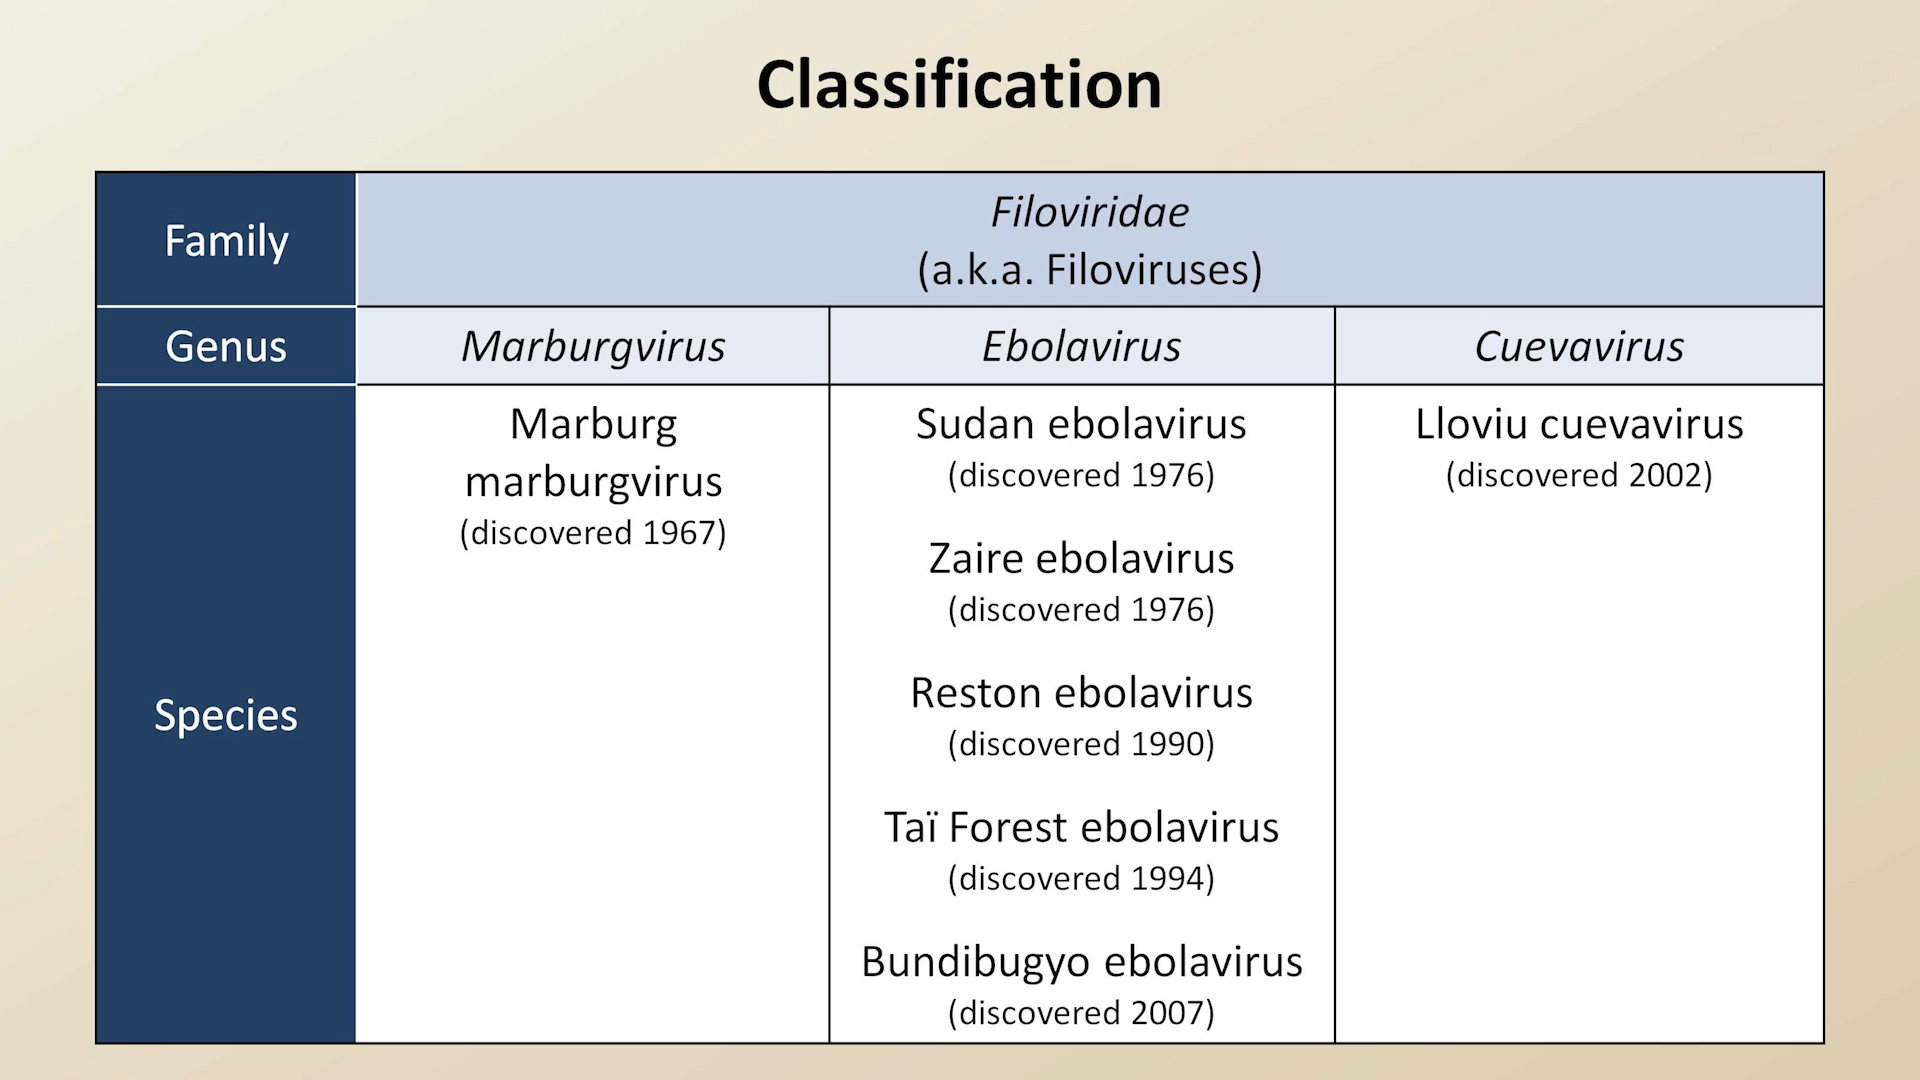 Classification
Family
Filoviridae
(a.k.a. Filoviruses)
Genus
Marburgvirus
Ebolavirus
Cuevavirus
Species
Marburg
marburgvirus
(discovered 1967)
Sudan ebolavirus
(discovered 1976)
Zaire ebolavirus
(discovered 1976)
Reston ebolavirus
(discovered 1990)
Taï Forest ebolavirus
(discovered 1994)
Bundibugyo ebolavirus
(discovered 2007)
Lloviu cuevavirus
(discovered 2002)